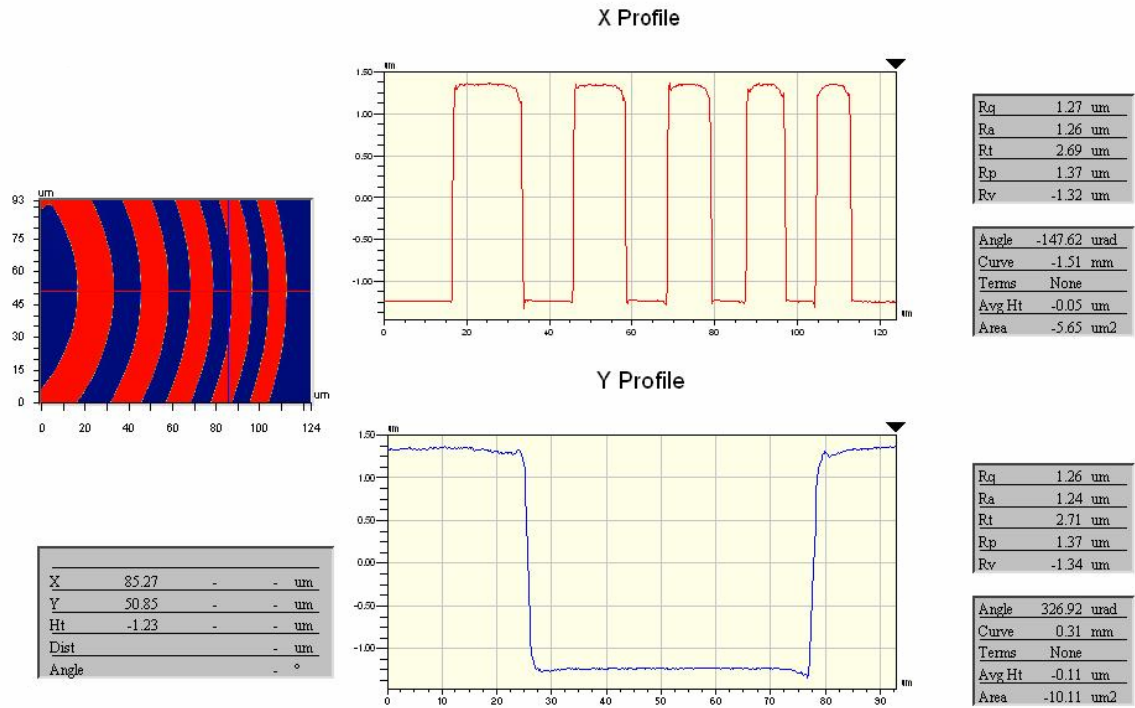 X Profile
um
1.50
1.00
0.50
0.00
-0.50
-1.00
0 20 40 60 80 100 120
um
Rq 1.27 um
Ra 1.26 um
Rt 2.69 um
Rp 1.37 um
Rv -1.32 um
Angle -147.62 urad
Curve -1.51 mm
Terms None
Avg Ht -0.05 um
Area -5.65 um2
um
93
75
60
45
30
15
0
um
0 20 40 60 80 100 124
Y Profile
um
1.50
1.00
0.50
0.00
-0.50
-1.00
0 10 20 30 40 50 60 70 80 90
um
Rq 1.26 um
Ra 1.24 um
Rt 2.71 um
Rp 1.37 um
Rv -1.34 um
Angle 326.92 urad
Curve 0.31 mm
Terms None
Avg Ht -0.11 um
Area -10.11 um2
X 85.27 - - um
Y 50.85 - - um
Ht -1.23 - - um
Dist - um
Angle - °